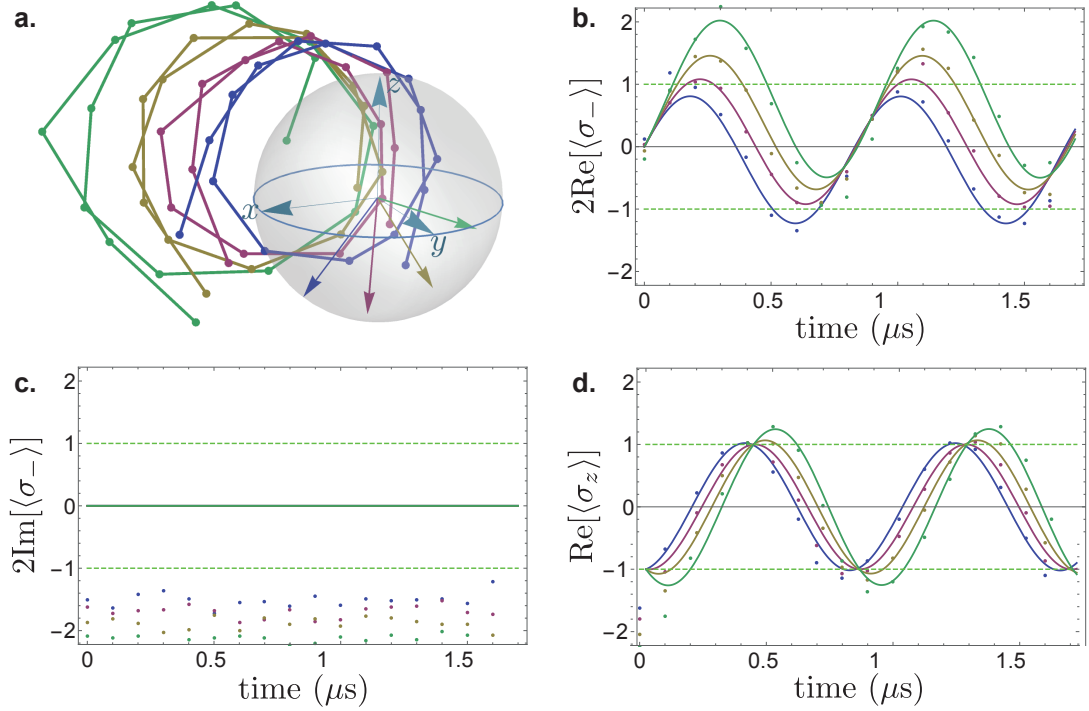 a.
z
x
y
b.
2Re[⟨σ₋⟩]
2
1
0
−1
−2
0
0.5
1
1.5
time (μs)
c.
2Im[⟨σ₋⟩]
2
1
0
−1
−2
0
0.5
1
1.5
time (μs)
d.
Re[⟨σz⟩]
2
1
0
−1
−2
0
0.5
1
1.5
time (μs)